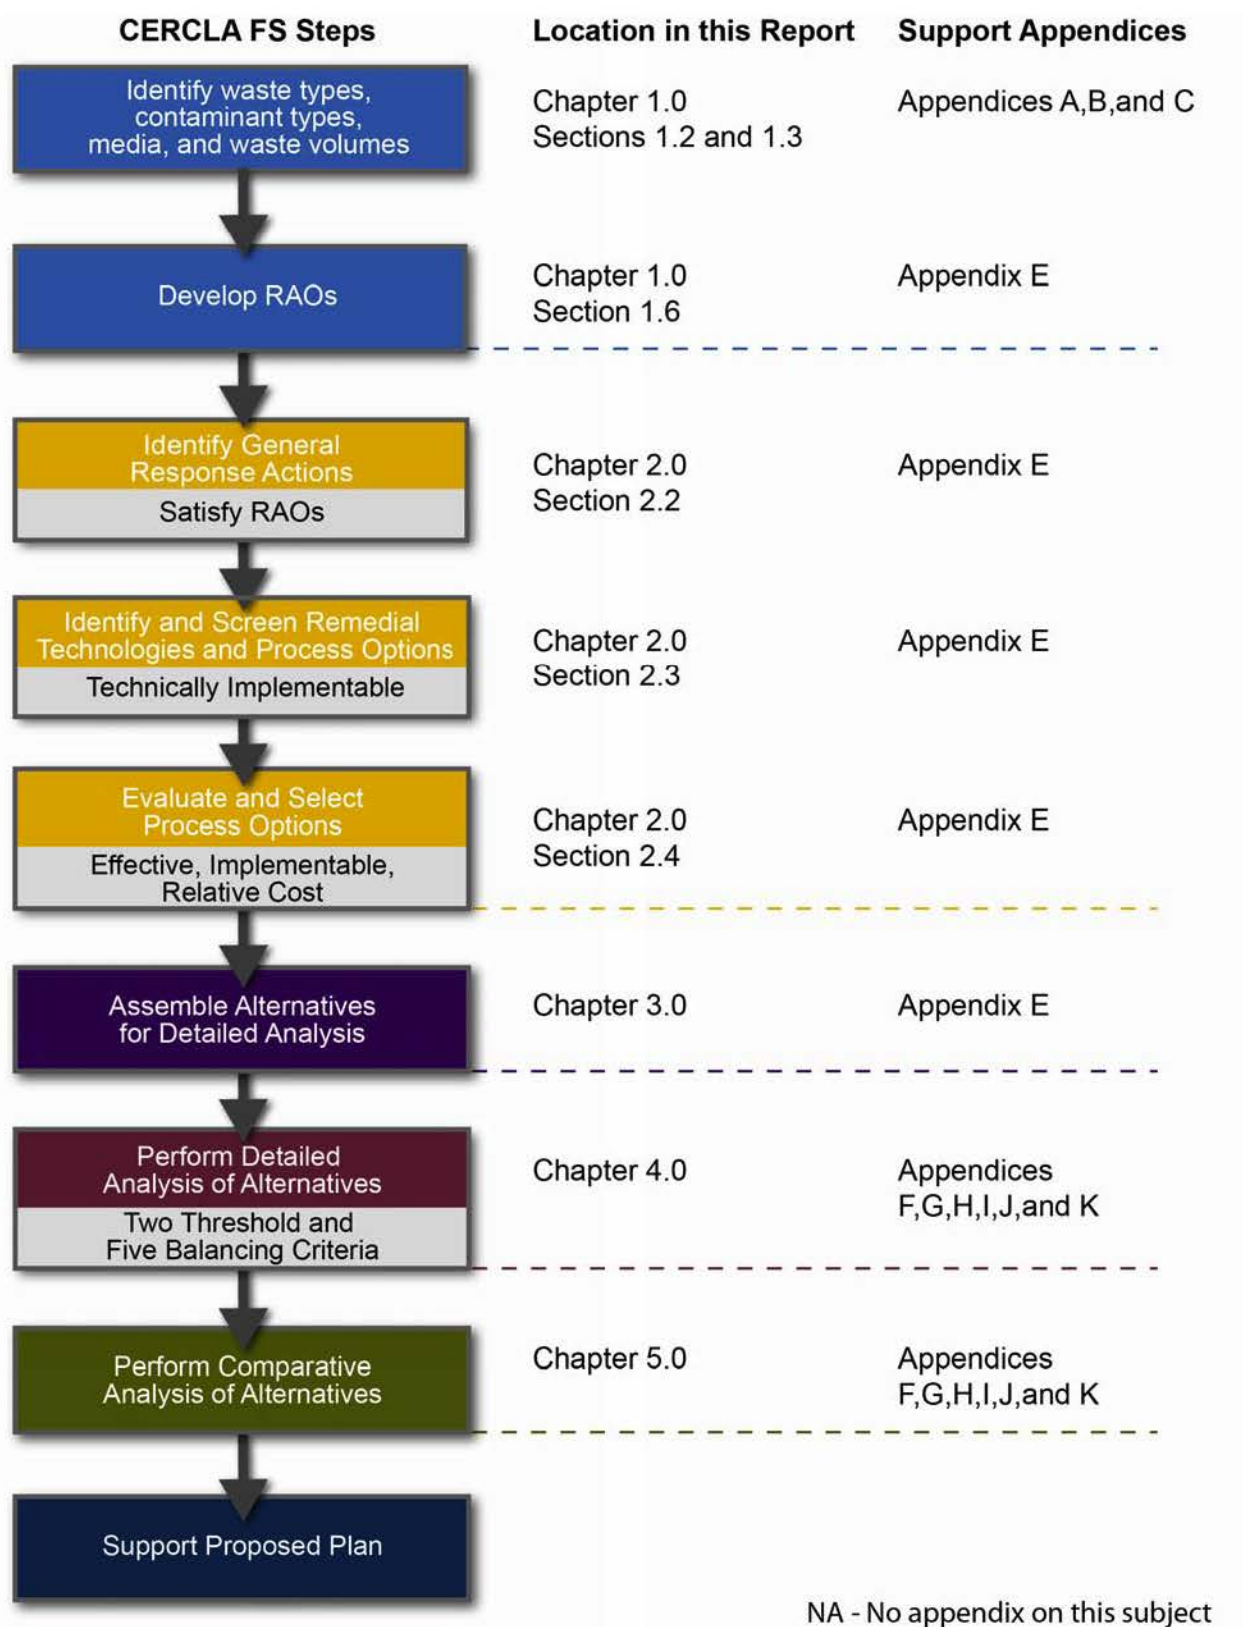 CERCLA FS Steps
Location in this Report
Support Appendices
Identify waste types,
contaminant types,
media, and waste volumes
Chapter 1.0
Sections 1.2 and 1.3
Appendices A,B,and C
Develop RAOs
Chapter 1.0
Section 1.6
Appendix E
Identify General
Response Actions
Satisfy RAOs
Chapter 2.0
Section 2.2
Appendix E
Identify and Screen Remedial
Technologies and Process Options
Technically Implementable
Chapter 2.0
Section 2.3
Appendix E
Evaluate and Select
Process Options
Effective, Implementable,
Relative Cost
Chapter 2.0
Section 2.4
Appendix E
Assemble Alternatives
for Detailed Analysis
Chapter 3.0
Appendix E
Perform Detailed
Analysis of Alternatives
Two Threshold and
Five Balancing Criteria
Chapter 4.0
Appendices
F,G,H,I,J,and K
Perform Comparative
Analysis of Alternatives
Chapter 5.0
Appendices
F,G,H,I,J,and K
Support Proposed Plan
NA - No appendix on this subject